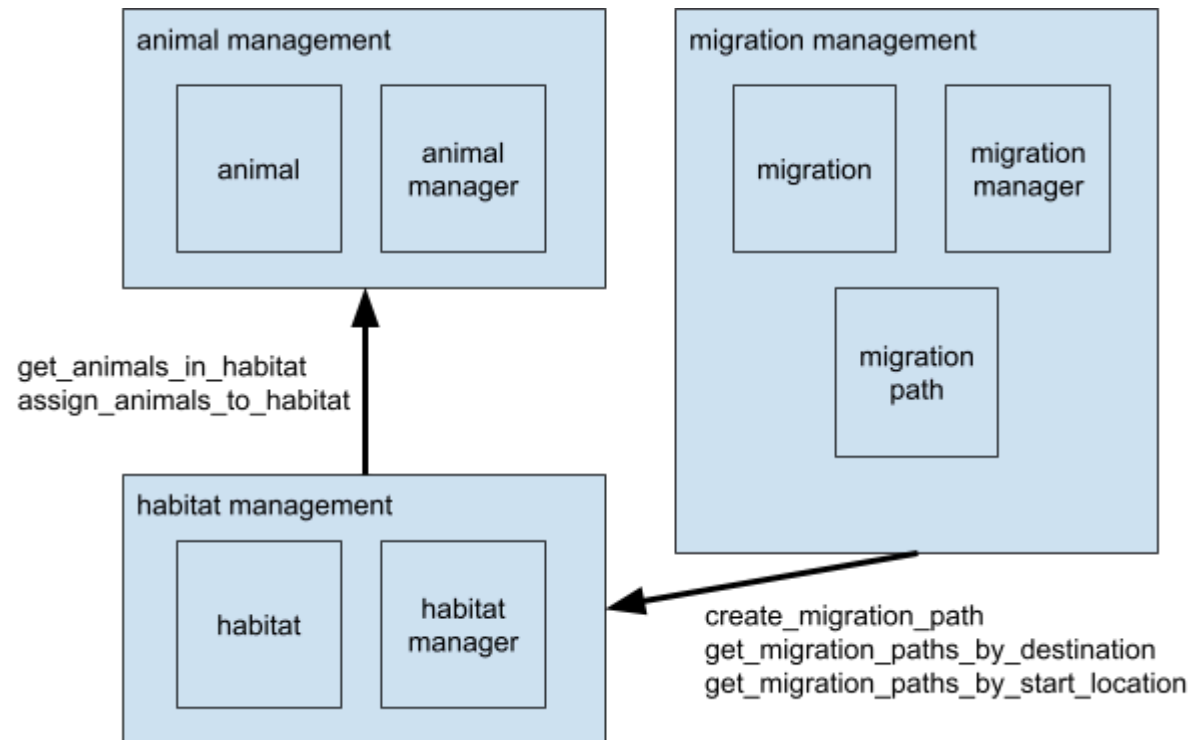 animal management
animal
animal
manager
migration management
migration
migration
manager
migration
path
get_animals_in_habitat
assign_animals_to_habitat
habitat management
habitat
habitat
manager
create_migration_path
get_migration_paths_by_destination
get_migration_paths_by_start_location